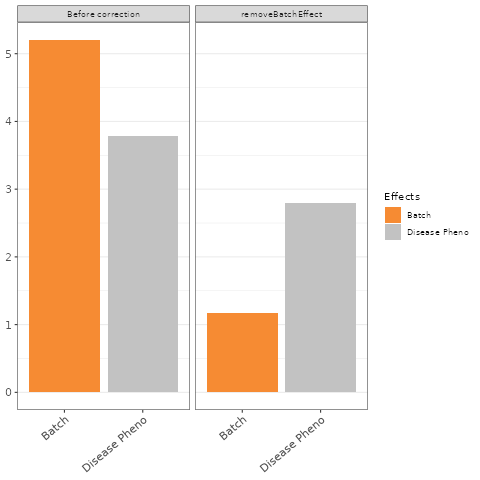 Before correction
removeBatchEffect
5
4
3
2
1
0
Batch
Disease Pheno
Batch
Disease Pheno
Effects
Batch
Disease Pheno